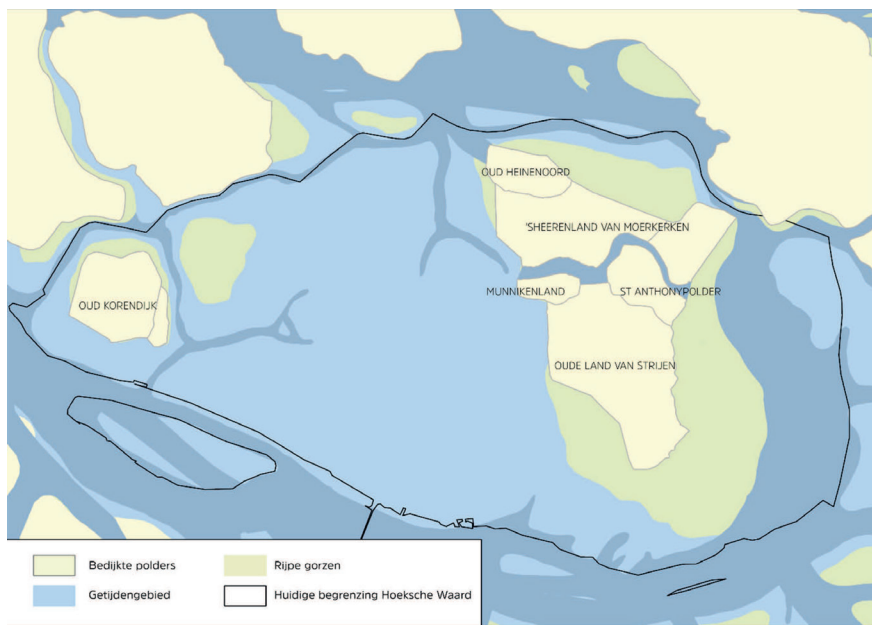 OUD HEINENOORD
'SHEERENLAND VAN MOERKERKEN
MUNNIKENLAND
ST ANTHONYPOLDER
OUD KORENDIJK
OUDE LAND VAN STRIJEN
Bedijkte polders
Rijpe gorzen
Getijdengebied
Huidige begrenzing Hoeksche Waard